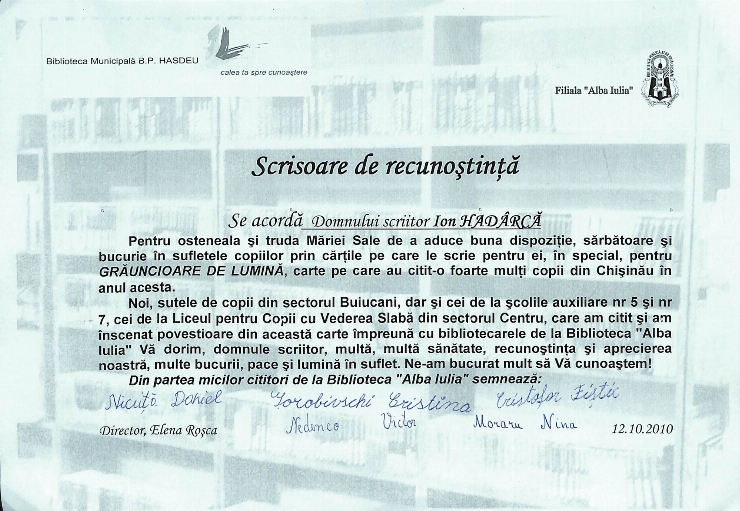 Biblioteca Municipală B.P. HASDEU
calea ta spre cunoaştere
Filiala "Alba Iulia"
Scrisoare de recunoştinţă
Se acordă Domnului scriitor Ion HADÂRCĂ
Pentru osteneala şi truda Măriei Sale de a aduce buna dispoziţie, sărbătoare şi
bucurie în sufletele copiilor prin cărţile pe care le scrie pentru ei, în special, pentru
GRĂUNCIOARE DE LUMINĂ, carte pe care au citit-o foarte mulţi copii din Chişinău în
anul acesta.
Noi, sutele de copii din sectorul Buiucani, dar şi cei de la şcolile auxiliare nr 5 şi nr
7, cei de la Liceul pentru Copii cu Vederea Slabă din sectorul Centru, care am citit şi am
înscenat povestioare din această carte împreună cu bibliotecarele de la Biblioteca "Alba
Iulia" Vă dorim, domnule scriitor, multă, multă sănătate, recunoştinţa şi aprecierea
noastră, multe bucurii, pace şi lumină în suflet. Ne-am bucurat mult să Vă cunoaştem!
Din partea micilor cititori de la Biblioteca "Alba Iulia" semnează:
Nicuţă Daniel Gorobivschi Cristina Cristofor Fiştic
Nedenco Victor Moraru Nina
Director, Elena Roşca 12.10.2010